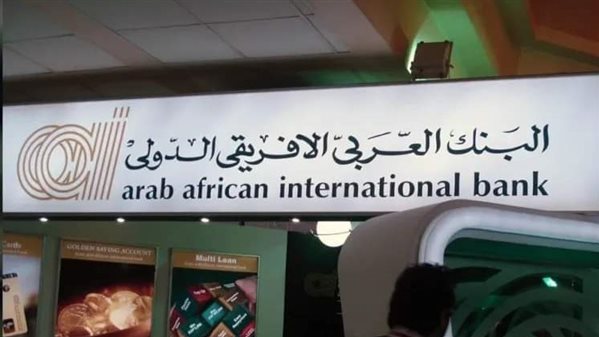 البنك العربي الافريقي الدولي
arab african international bank
GOLDEN SAVING ACCOUNT
Multi Loan